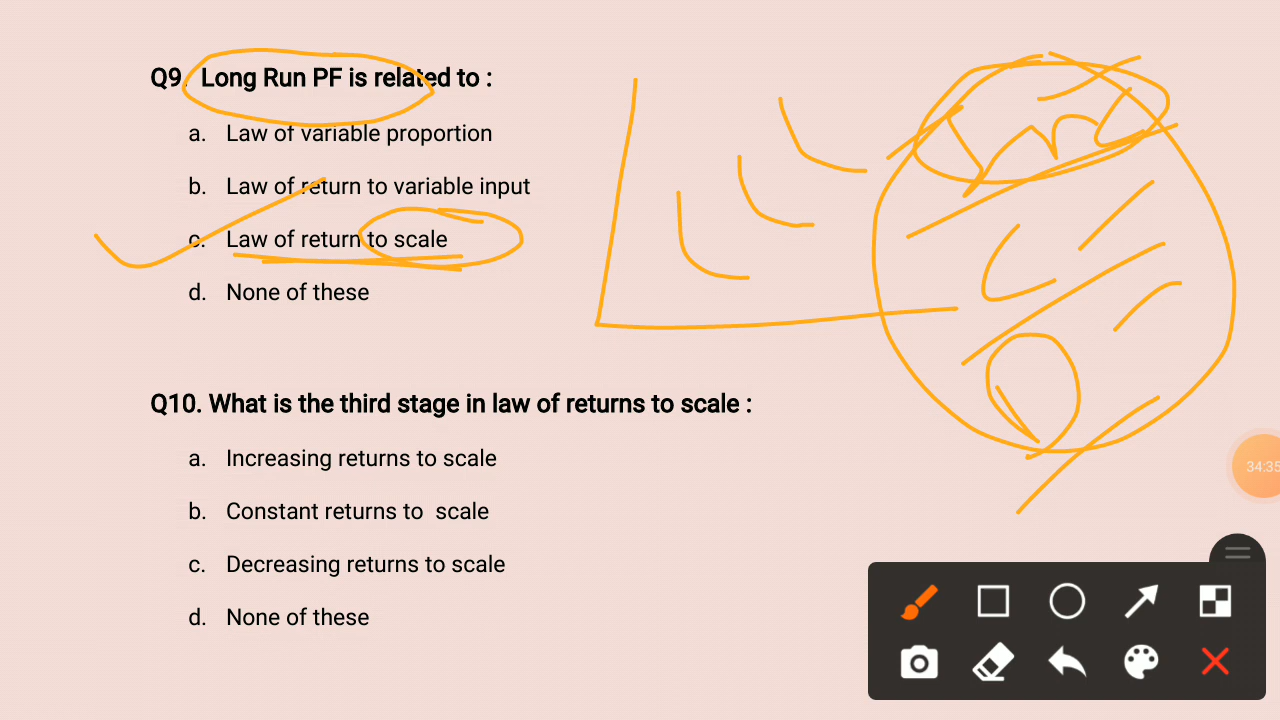 Q9. Long Run PF is related to :
a. Law of variable proportion
b. Law of return to variable input
c. Law of return to scale
d. None of these
Q10. What is the third stage in law of returns to scale :
a. Increasing returns to scale
b. Constant returns to scale
c. Decreasing returns to scale
d. None of these
34:35